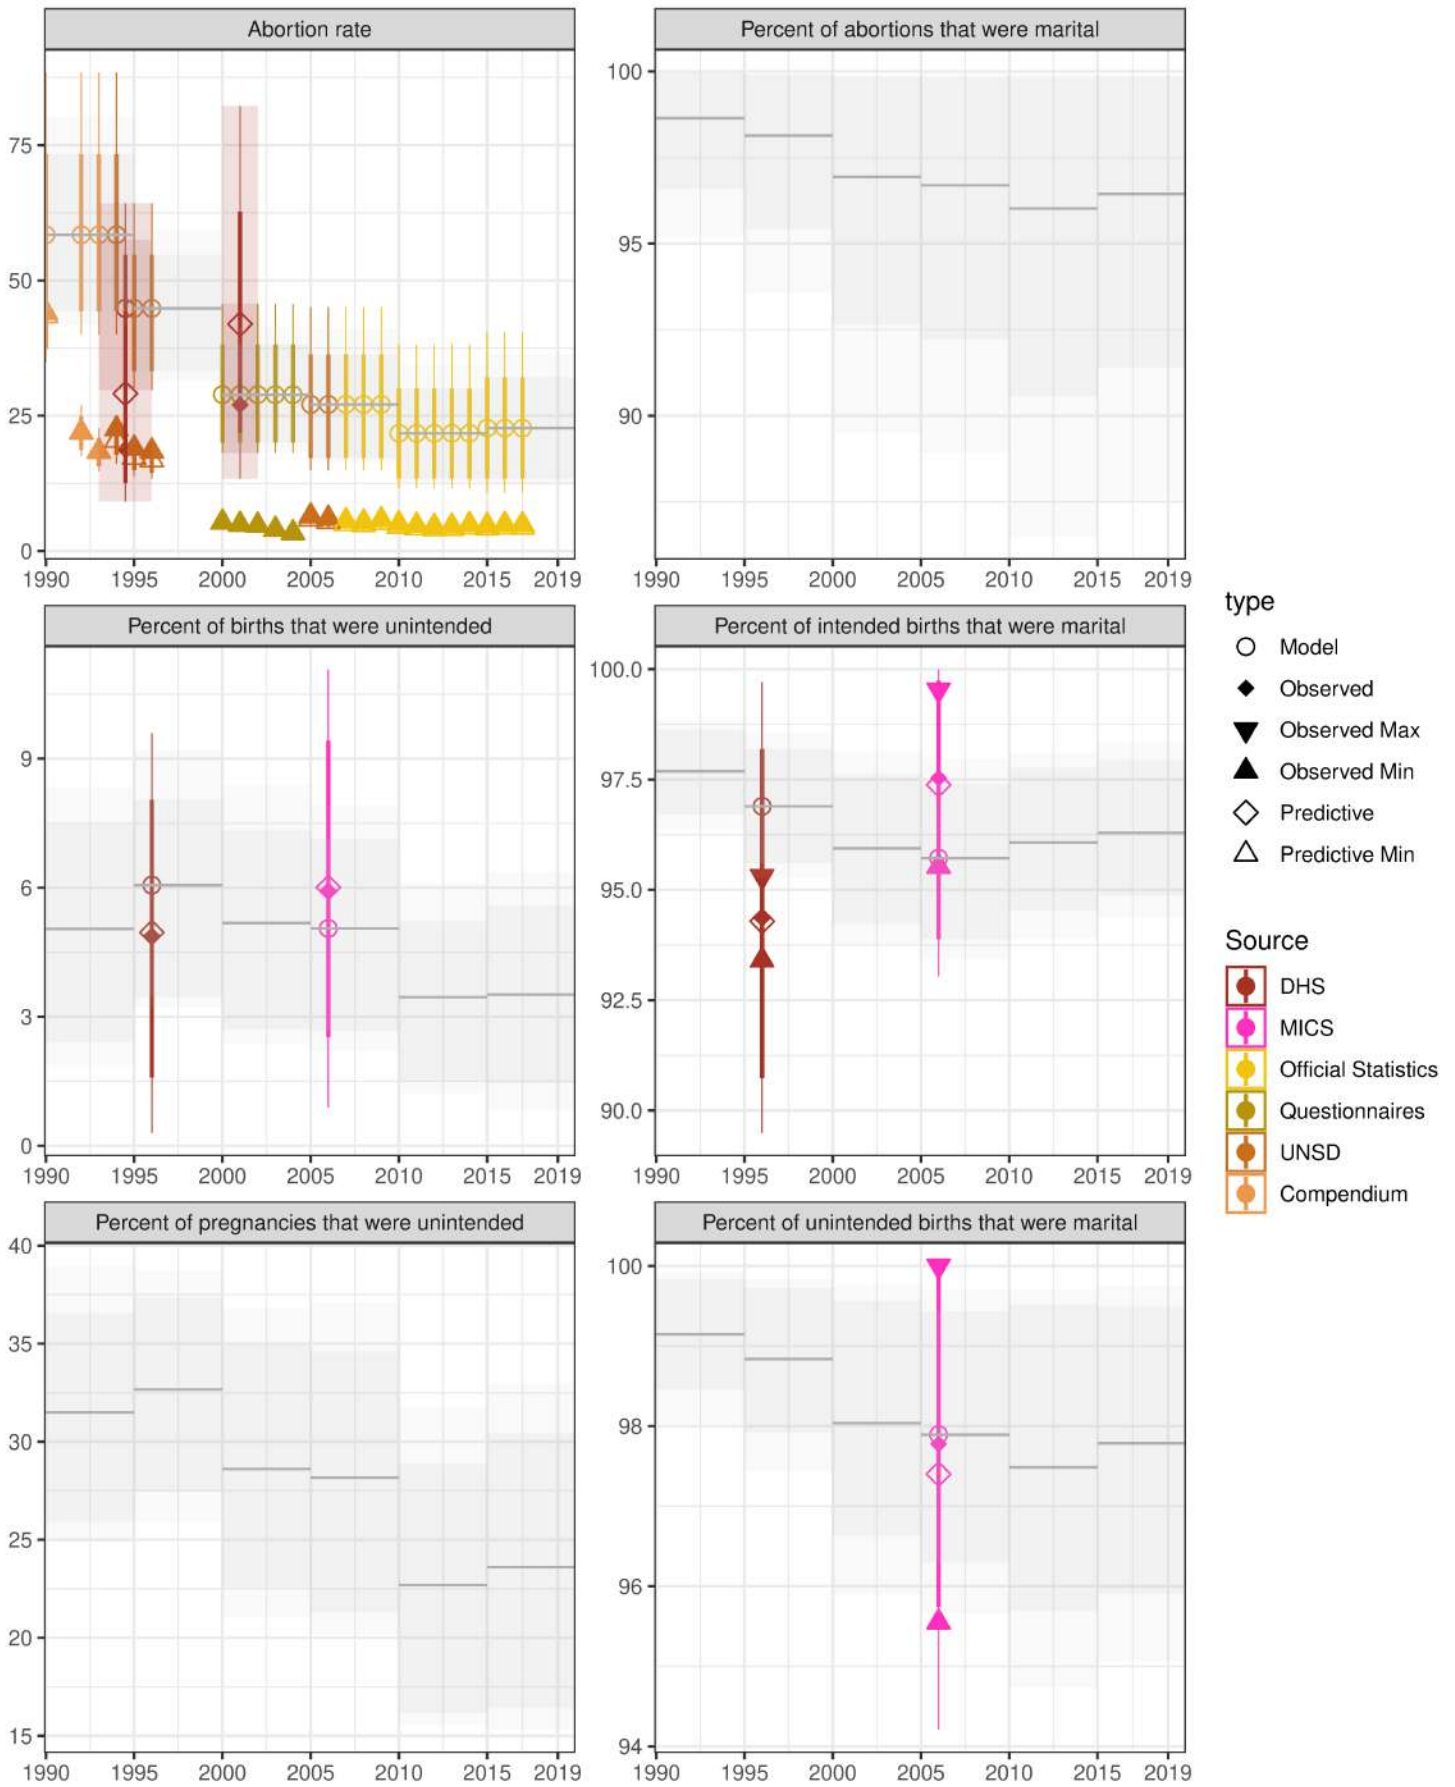 Abortion rate
75
50
25
0
1990 1995 2000 2005 2010 2015 2019
Percent of abortions that were marital
100
95
90
1990 1995 2000 2005 2010 2015 2019
Percent of births that were unintended
9
6
3
0
1990 1995 2000 2005 2010 2015 2019
Percent of intended births that were marital
100.0
97.5
95.0
92.5
90.0
1990 1995 2000 2005 2010 2015 2019
Percent of pregnancies that were unintended
40
35
30
25
20
15
1990 1995 2000 2005 2010 2015 2019
Percent of unintended births that were marital
100
98
96
94
1990 1995 2000 2005 2010 2015 2019
type
Model
Observed
Observed Max
Observed Min
Predictive
Predictive Min
Source
DHS
MICS
Official Statistics
Questionnaires
UNSD
Compendium